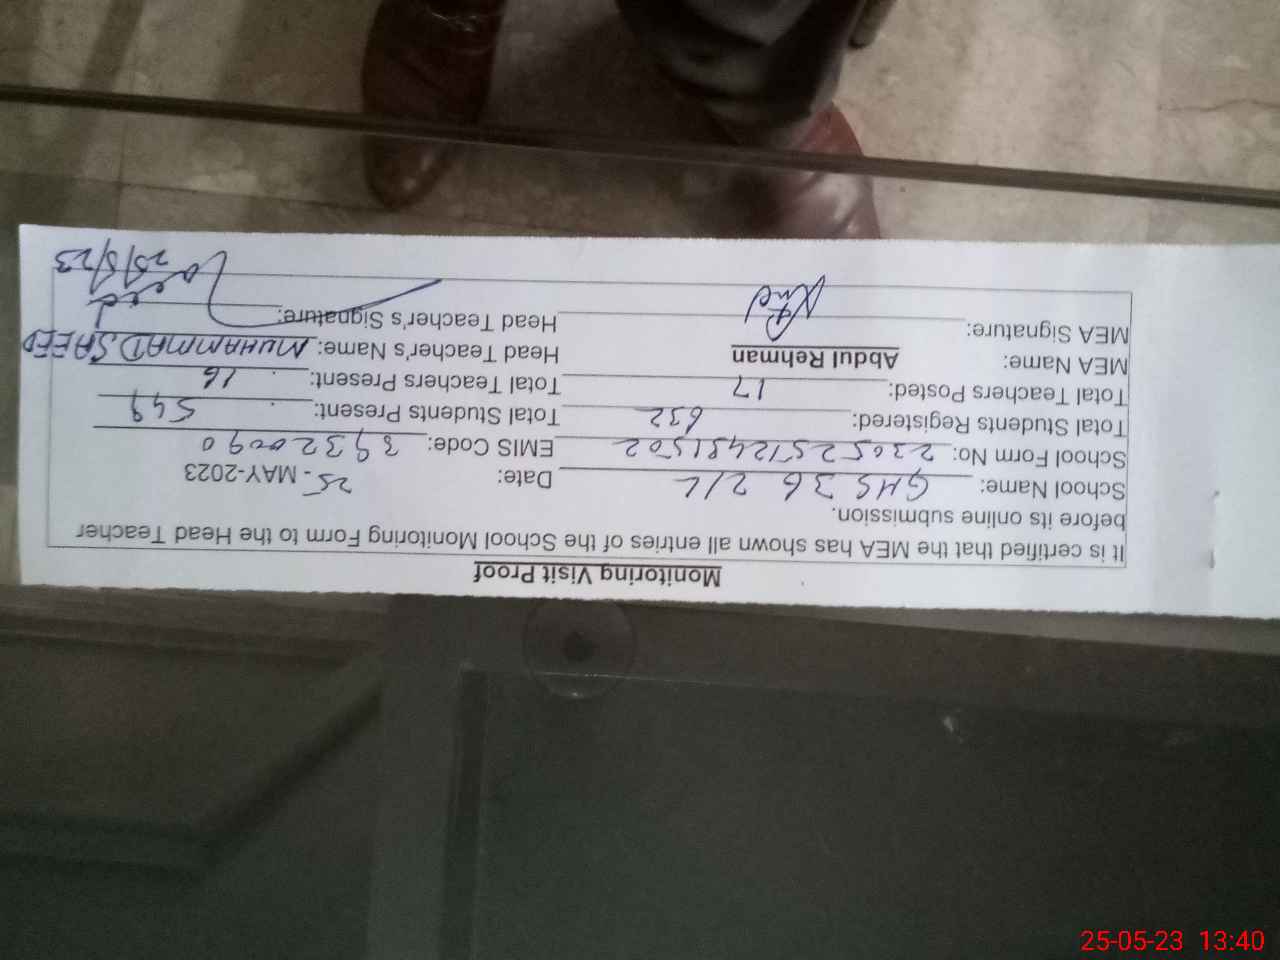 Monitoring Visit Proof
It is certified that the MEA has shown all entries of the School Monitoring Form to the Head Teacher
before its online submission.
School Name: GHS 36 2/L Date: 25 - MAY-2023
School Form No: 23052512481502 EMIS Code: 39320090
Total Students Registered: 632 Total Students Present: 549
Total Teachers Posted: 17 Total Teachers Present: 16
MEA Name: Abdul Rehman Head Teacher's Name: MUHAMMAD SAEED
MEA Signature: Head Teacher's Signature: Saeed
25/5/23
25-05-23 13:40